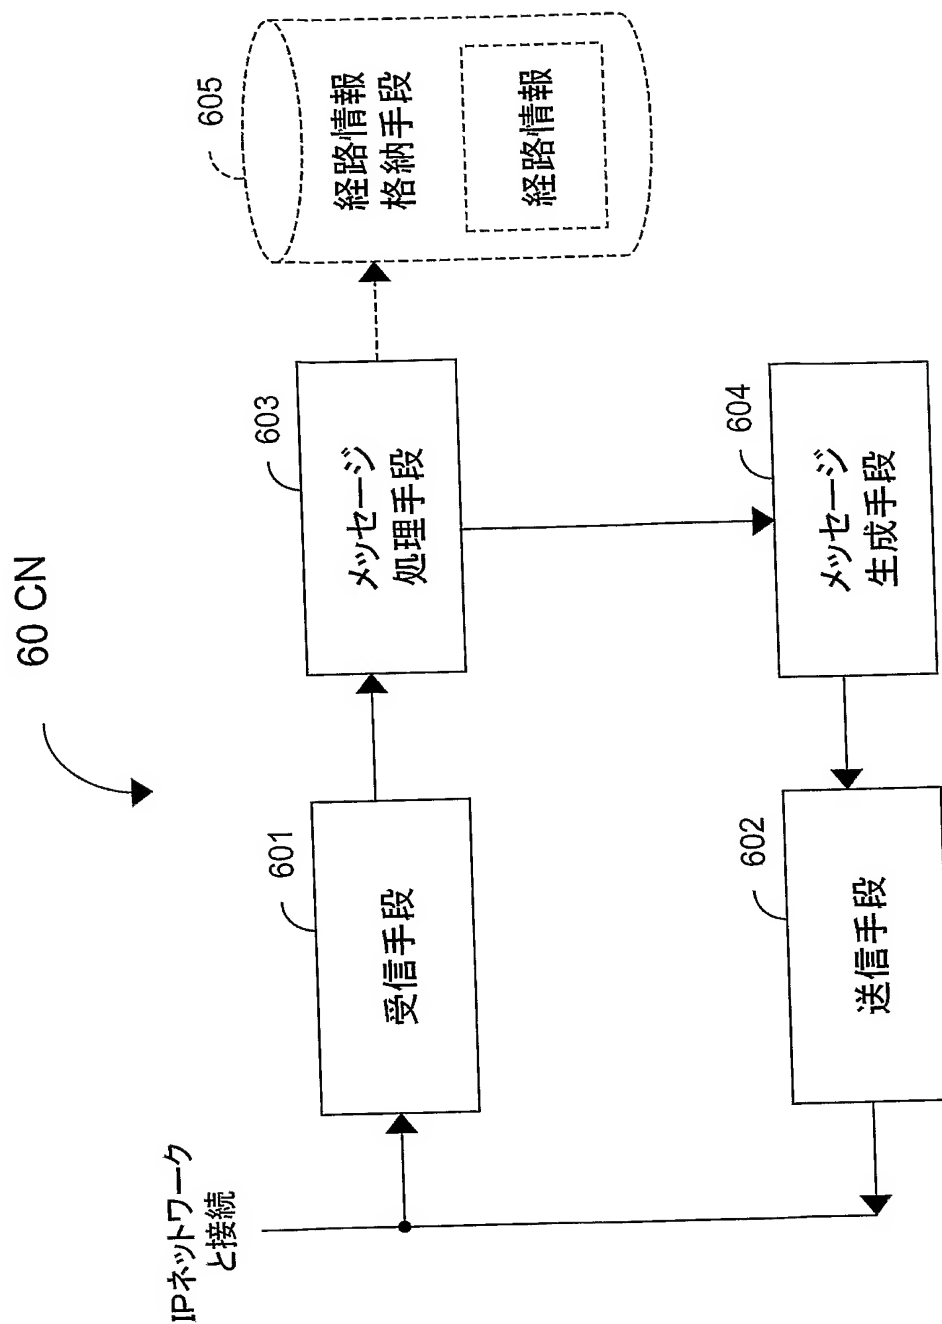 60 CN
IPネットワーク
と接続
601
受信手段
603
メッセージ
処理手段
605
経路情報
格納手段
経路情報
602
送信手段
604
メッセージ
生成手段